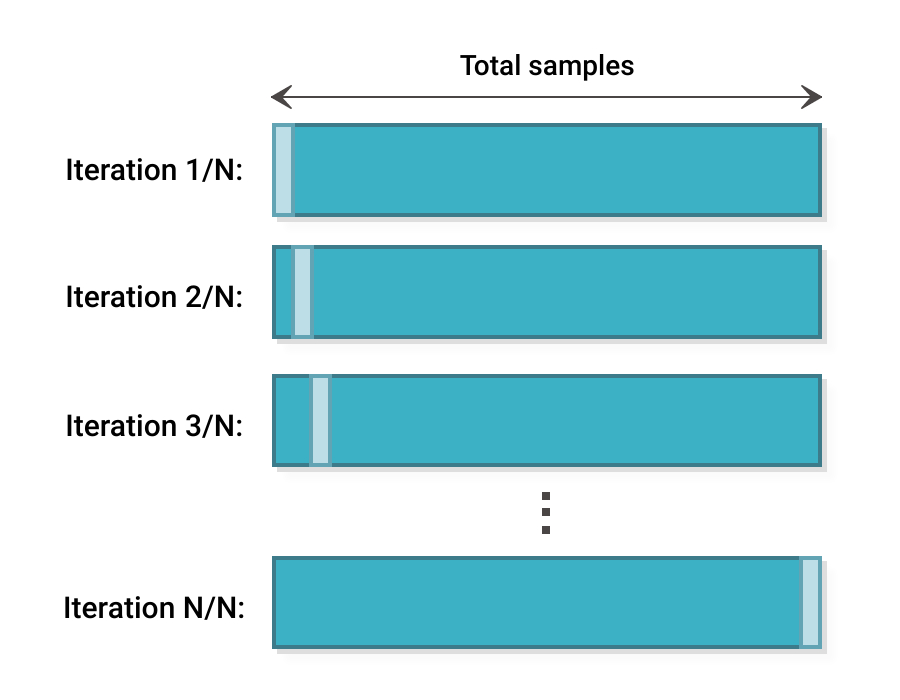 Total samples
Iteration 1/N:
Iteration 2/N:
Iteration 3/N:
Iteration N/N: